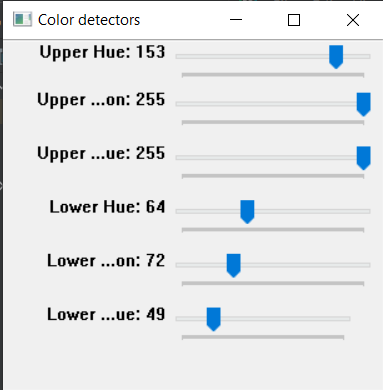 Color detectors
Upper Hue: 153
Upper ...on: 255
Upper ...ue: 255
Lower Hue: 64
Lower ...on: 72
Lower ...ue: 49